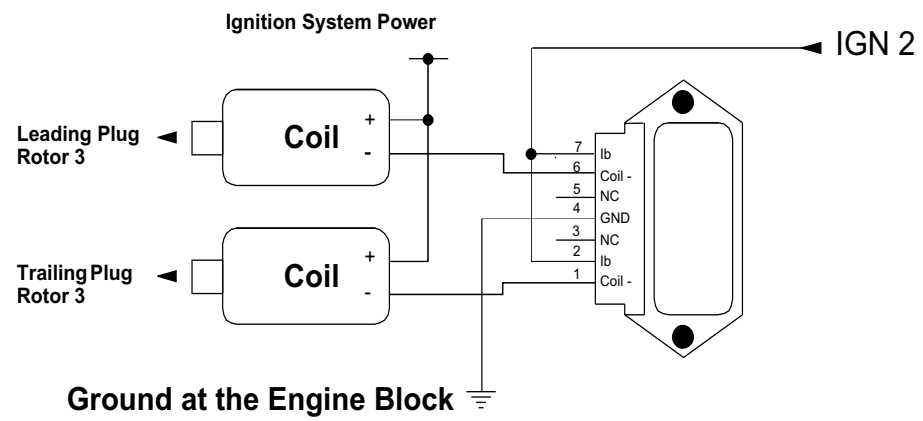 Ignition System Power
IGN 2
Leading Plug
Rotor 3
Coil
+
-
7 Ib
6 Coil -
5 NC
4 GND
3 NC
2 Ib
1 Coil -
Trailing Plug
Rotor 3
Coil
+
-
Ground at the Engine Block